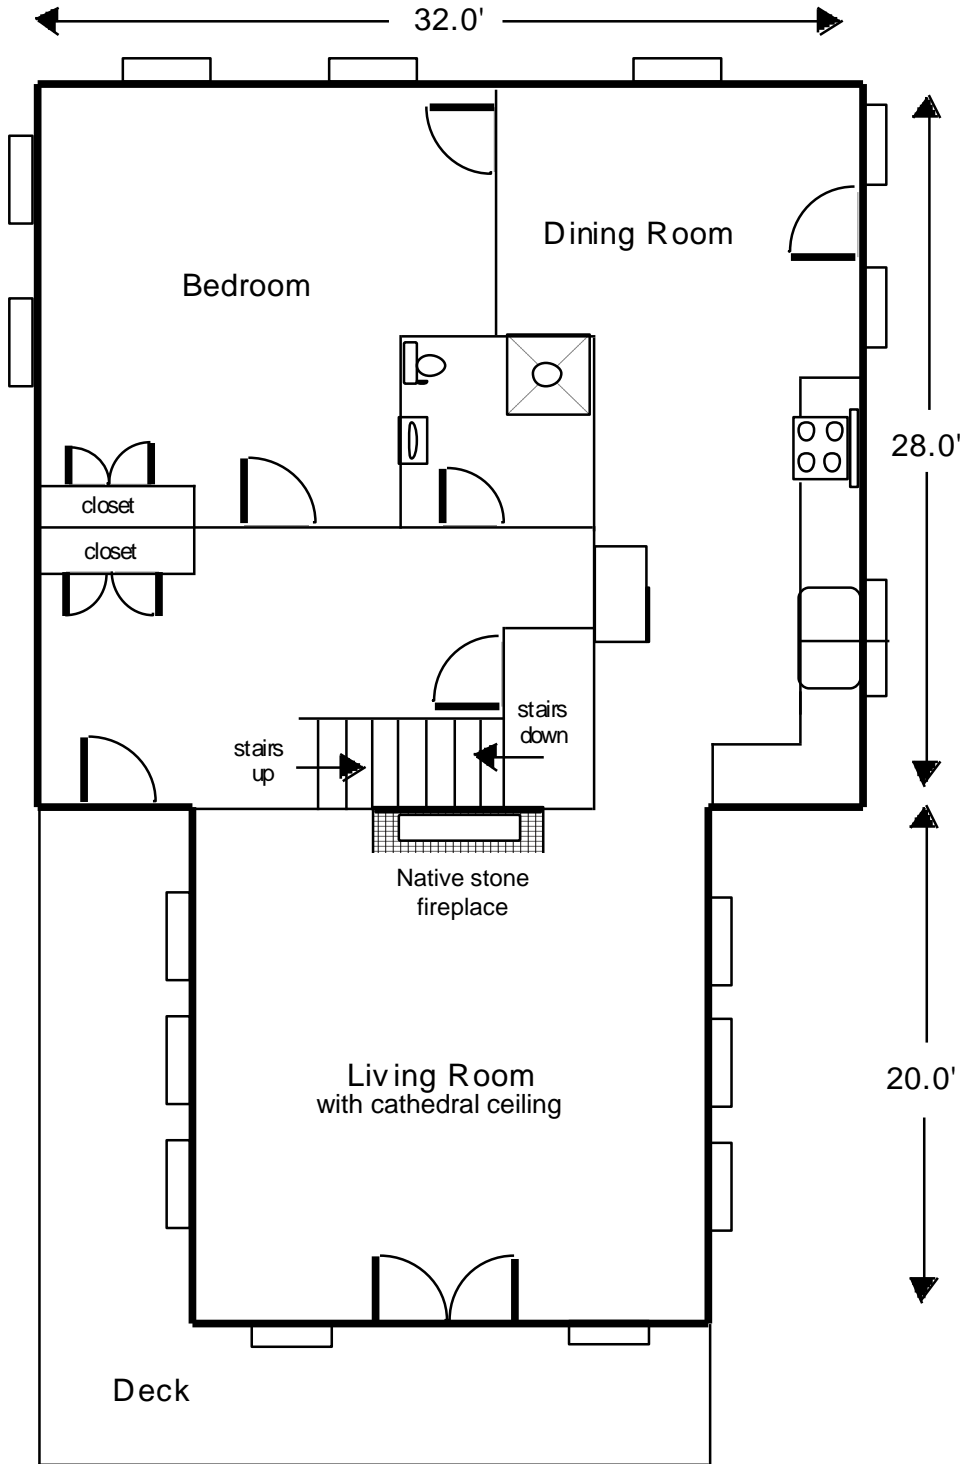 32.0'
Dining Room
Bedroom
28.0'
closet
closet
stairs
down
stairs
up
Native stone
fireplace
Living Room
with cathedral ceiling
20.0'
Deck